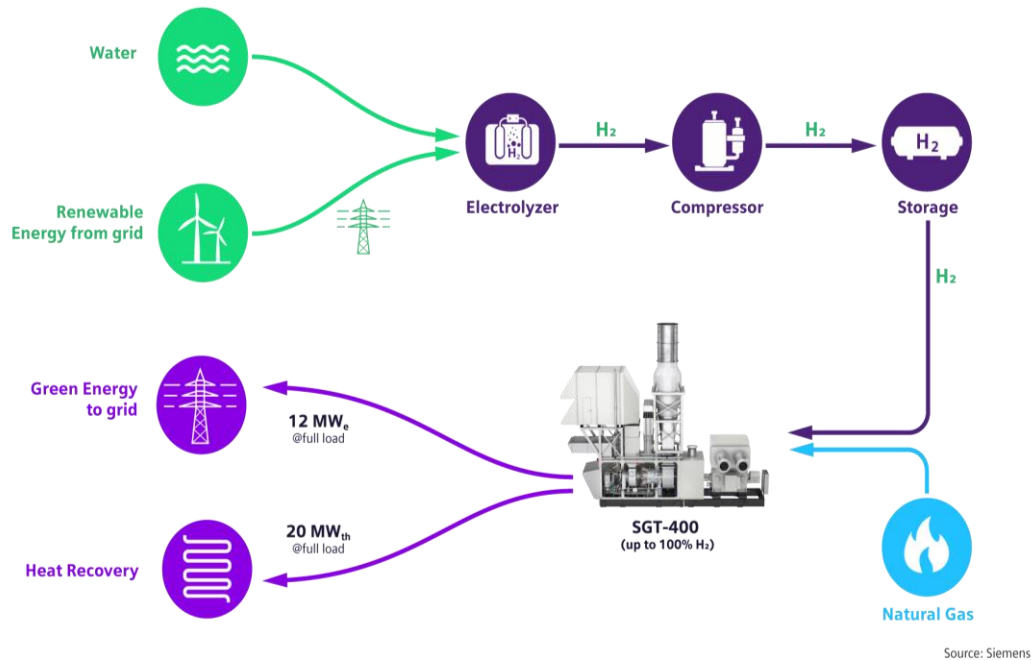 Water
Renewable
Energy from grid
H₂
Electrolyzer
H₂
Compressor
H₂
H₂
Storage
H₂
Green Energy
to grid
12 MWₑ
@full load
20 MWₜₕ
@full load
Heat Recovery
SGT-400
(up to 100% H₂)
Natural Gas
Source: Siemens